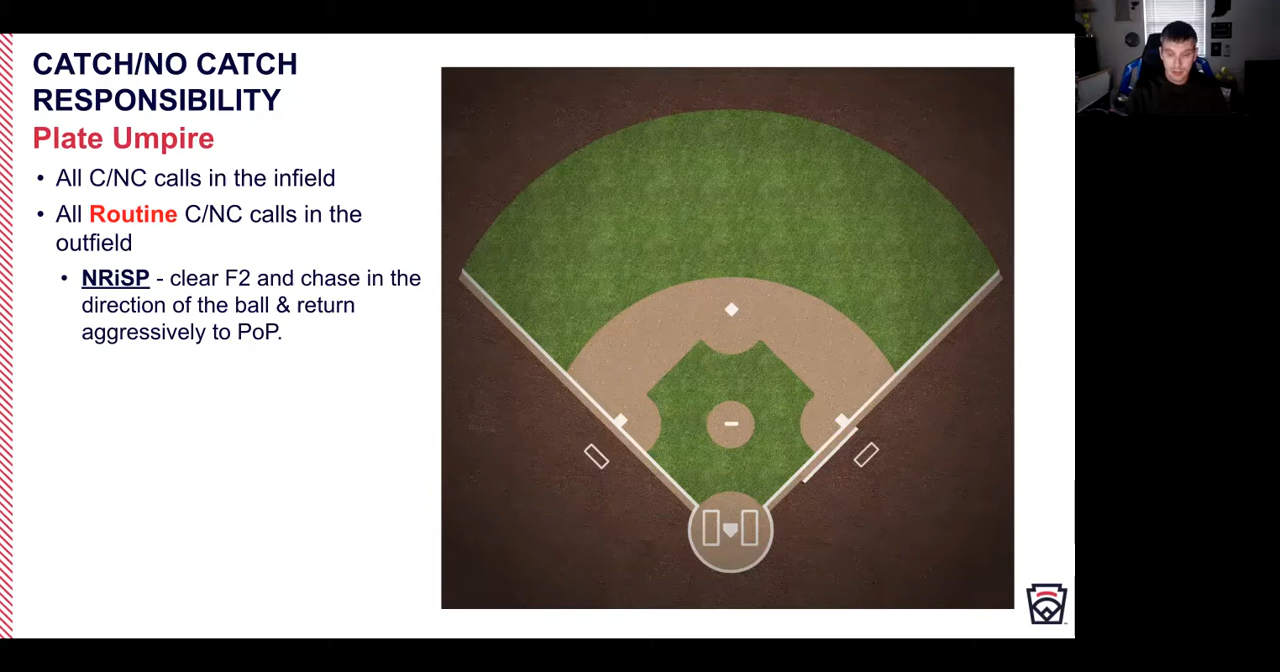 CATCH/NO CATCH
RESPONSIBILITY
Plate Umpire
• All C/NC calls in the infield
• All Routine C/NC calls in the
outfield
• NRiSP - clear F2 and chase in the
direction of the ball & return
aggressively to PoP.